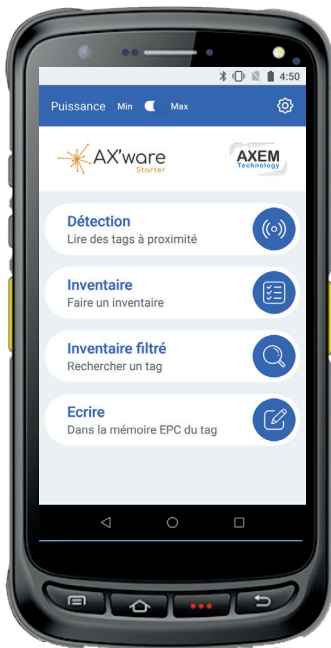 4:50
Puissance Min Max
AX'ware
Starter
AXEM
Technology
Détection
Lire des tags à proximité
Inventaire
Faire un inventaire
Inventaire filtré
Rechercher un tag
Ecrire
Dans la mémoire EPC du tag